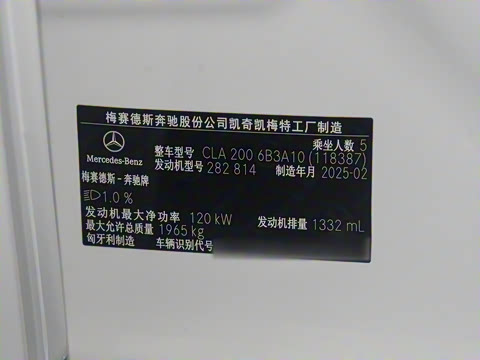 梅赛德斯奔驰股份公司凯奇凯梅特工厂制造
乘坐人数 5
整车型号 CLA 200 6B3A10 (118387)
Mercedes-Benz
发动机型号 282 814 制造年月 2025-02
梅赛德斯-奔驰牌
1.0 %
发动机最大净功率 120 kW 发动机排量 1332 mL
最大允许总质量 1965 kg
匈牙利制造 车辆识别代号